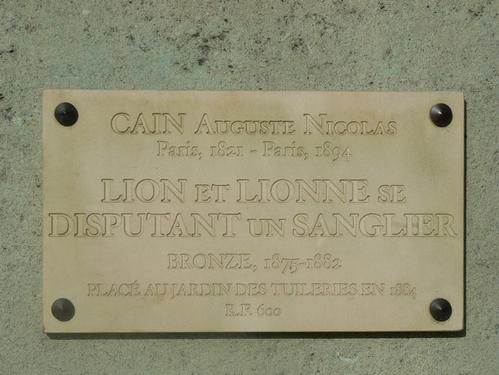 CAIN Auguste Nicolas
Paris, 1821 - Paris, 1894
LION ET LIONNE SE
DISPUTANT UN SANGLIER
BRONZE, 1875-1882
PLACÉ AU JARDIN DES TUILERIES EN 1884
R.F. 600